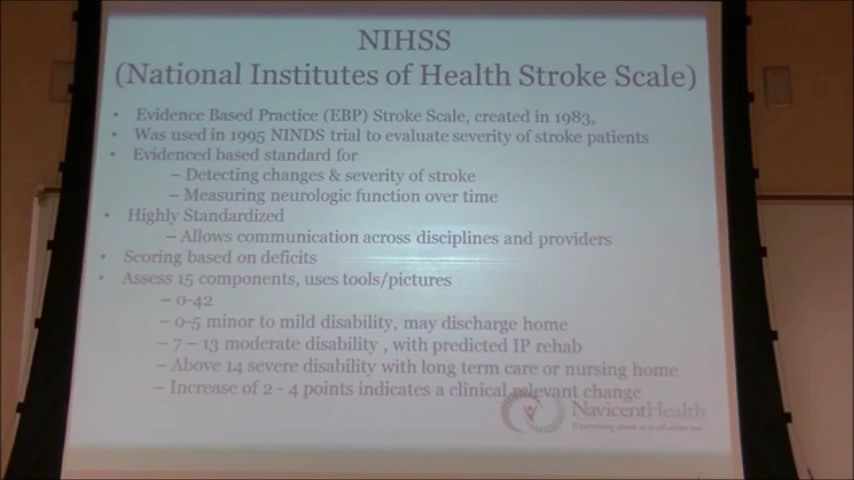 NIHSS
(National Institutes of Health Stroke Scale)
• Evidence Based Practice (EBP) Stroke Scale, created in 1983,
• Was used in 1995 NINDS trial to evaluate severity of stroke patients
• Evidenced based standard for
– Detecting changes & severity of stroke
– Measuring neurologic function over time
• Highly Standardized
– Allows communication across disciplines and providers
• Scoring based on deficits
• Assess 15 components, uses tools/pictures
– 0-42
– 0-5 minor to mild disability, may discharge home
– 7 – 13 moderate disability , with predicted IP rehab
– Above 14 severe disability with long term care or nursing home
– Increase of 2 - 4 points indicates a clinical relevant change
NavicentHealth